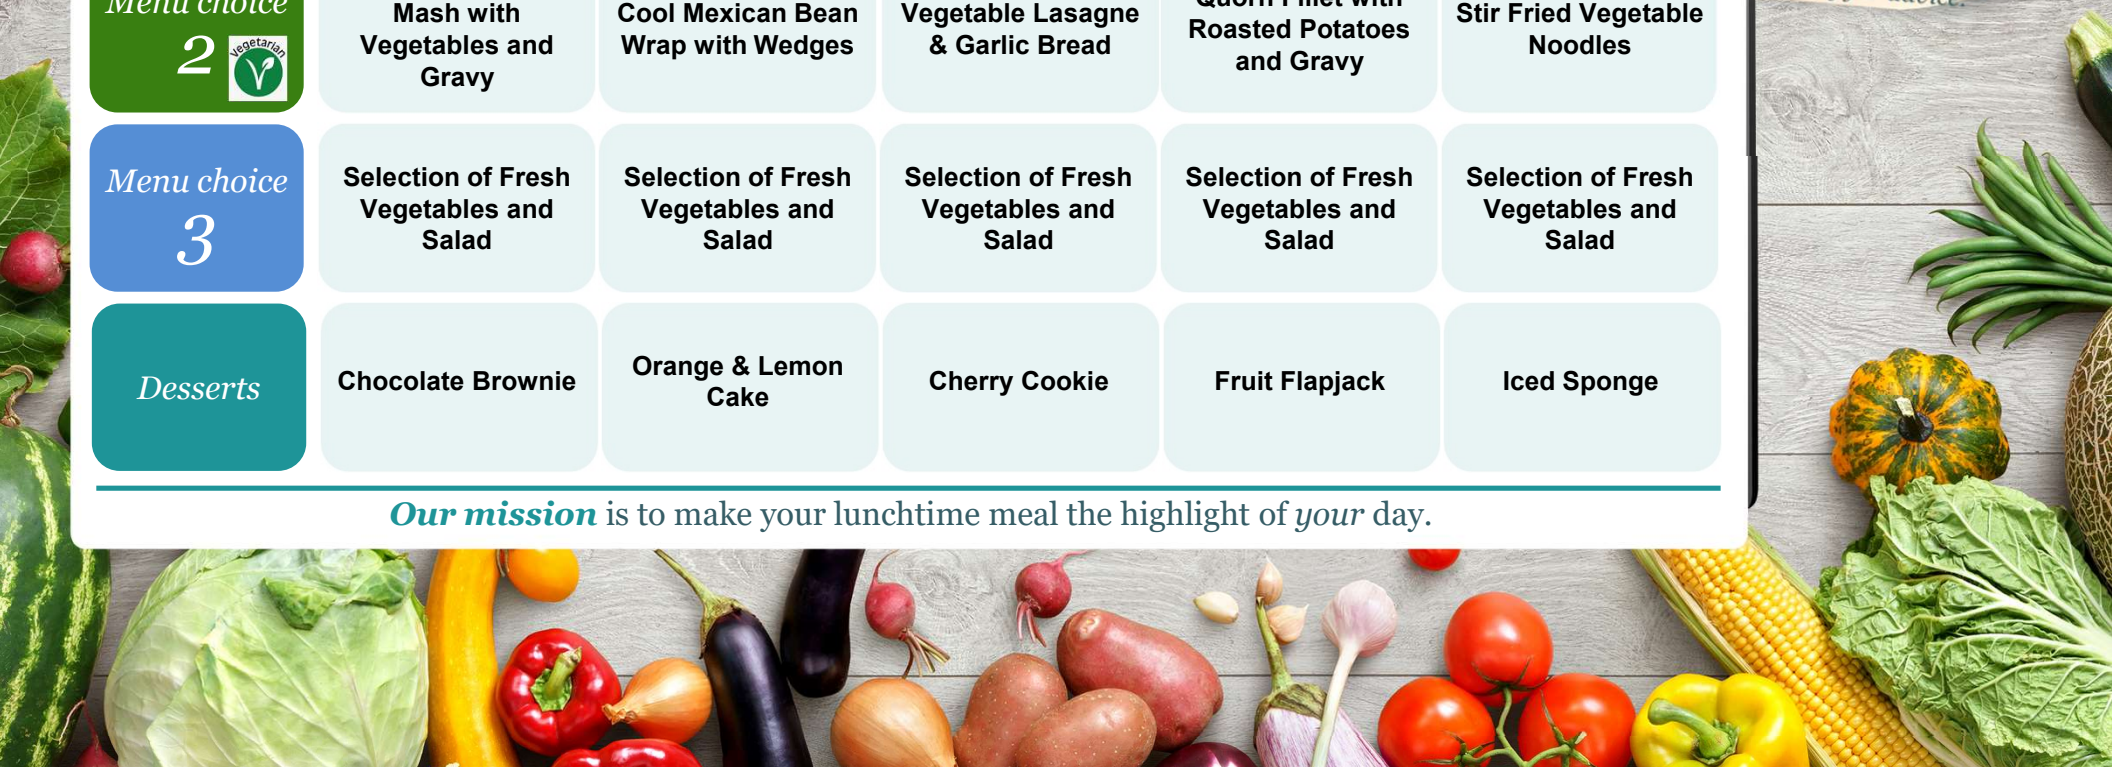 Menu choice
2
Vegetarian
V
Mash with
Vegetables and
Gravy
Cool Mexican Bean
Wrap with Wedges
Vegetable Lasagne
& Garlic Bread
Quorn Fillet with
Roasted Potatoes
and Gravy
Stir Fried Vegetable
Noodles
Menu choice
3
Selection of Fresh
Vegetables and
Salad
Selection of Fresh
Vegetables and
Salad
Selection of Fresh
Vegetables and
Salad
Selection of Fresh
Vegetables and
Salad
Selection of Fresh
Vegetables and
Salad
Desserts
Chocolate Brownie
Orange & Lemon
Cake
Cherry Cookie
Fruit Flapjack
Iced Sponge
Our mission is to make your lunchtime meal the highlight of your day.
advice.